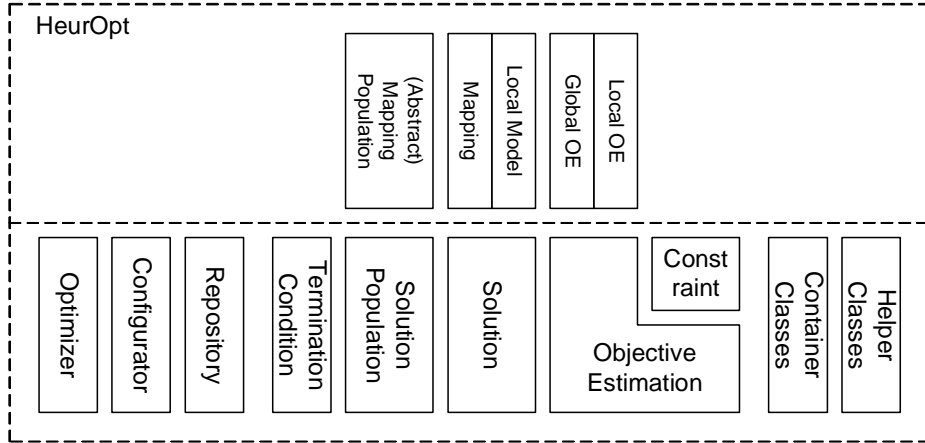 HeurOpt
(Abstract)
Mapping
Population
Mapping
Local Model
Global OE
Local OE
Optimizer
Configurator
Repository
Termination
Condition
Solution
Population
Solution
Const
raint
Objective
Estimation
Container
Classes
Helper
Classes